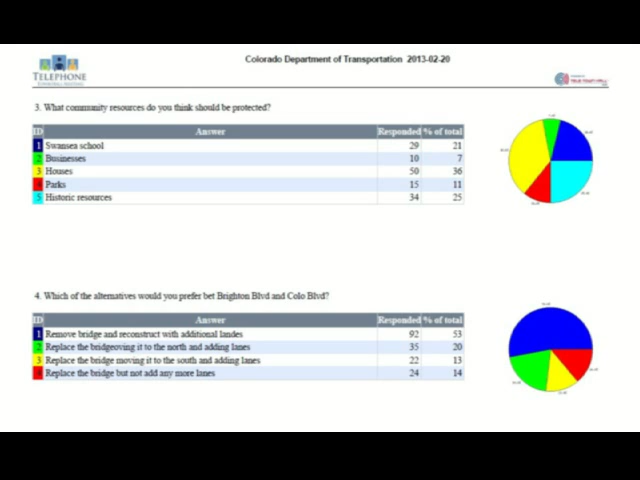 TELEPHONE
Colorado Department of Transportation 2013-02-20
3. What community resources do you think should be protected?
ID Answer Responded % of total
1 Swansea school 29 21
2 Businesses 10 7
3 Houses 50 36
4 Parks 15 11
5 Historic resources 34 25
4. Which of the alternatives would you prefer bet Brighton Blvd and Colo Blvd?
ID Answer Responded % of total
1 Remove bridge and reconstruct with additional landes 92 53
2 Replace the bridgeoving it to the north and adding lanes 35 20
3 Replace the bridge moving it to the south and adding lanes 22 13
4 Replace the bridge but not add any more lanes 24 14